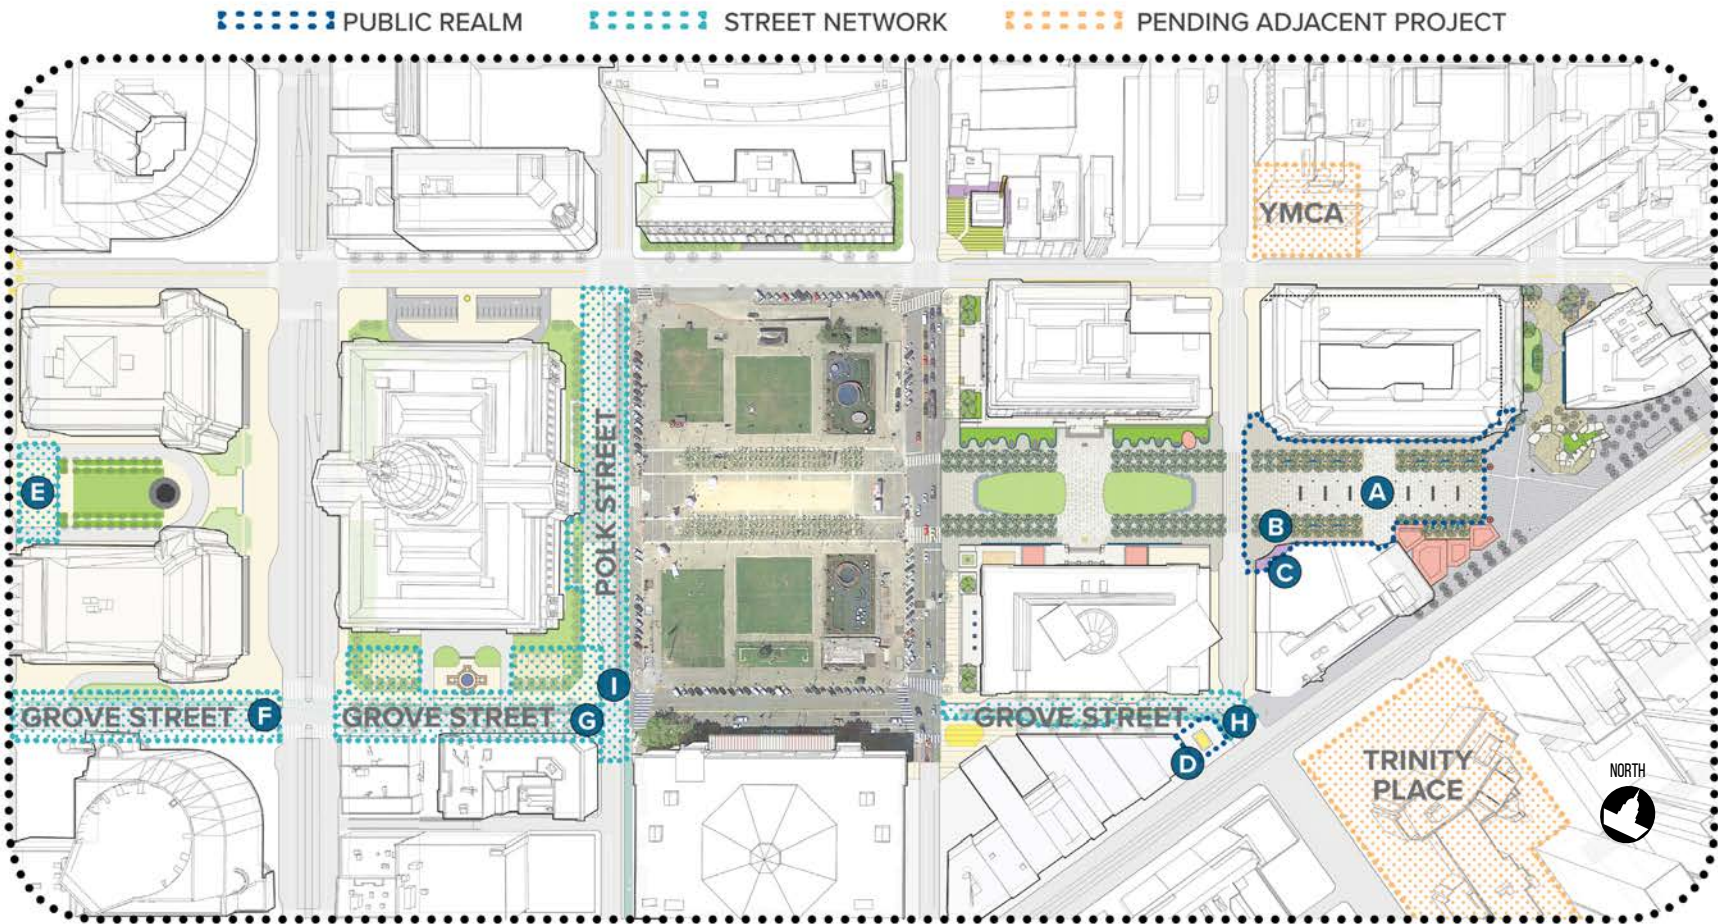 PUBLIC REALM
STREET NETWORK
PENDING ADJACENT PROJECT
YMCA
POLK STREET
E
A
B
C
I
GROVE STREET
F
GROVE STREET
G
GROVE STREET
H
D
TRINITY
PLACE
NORTH